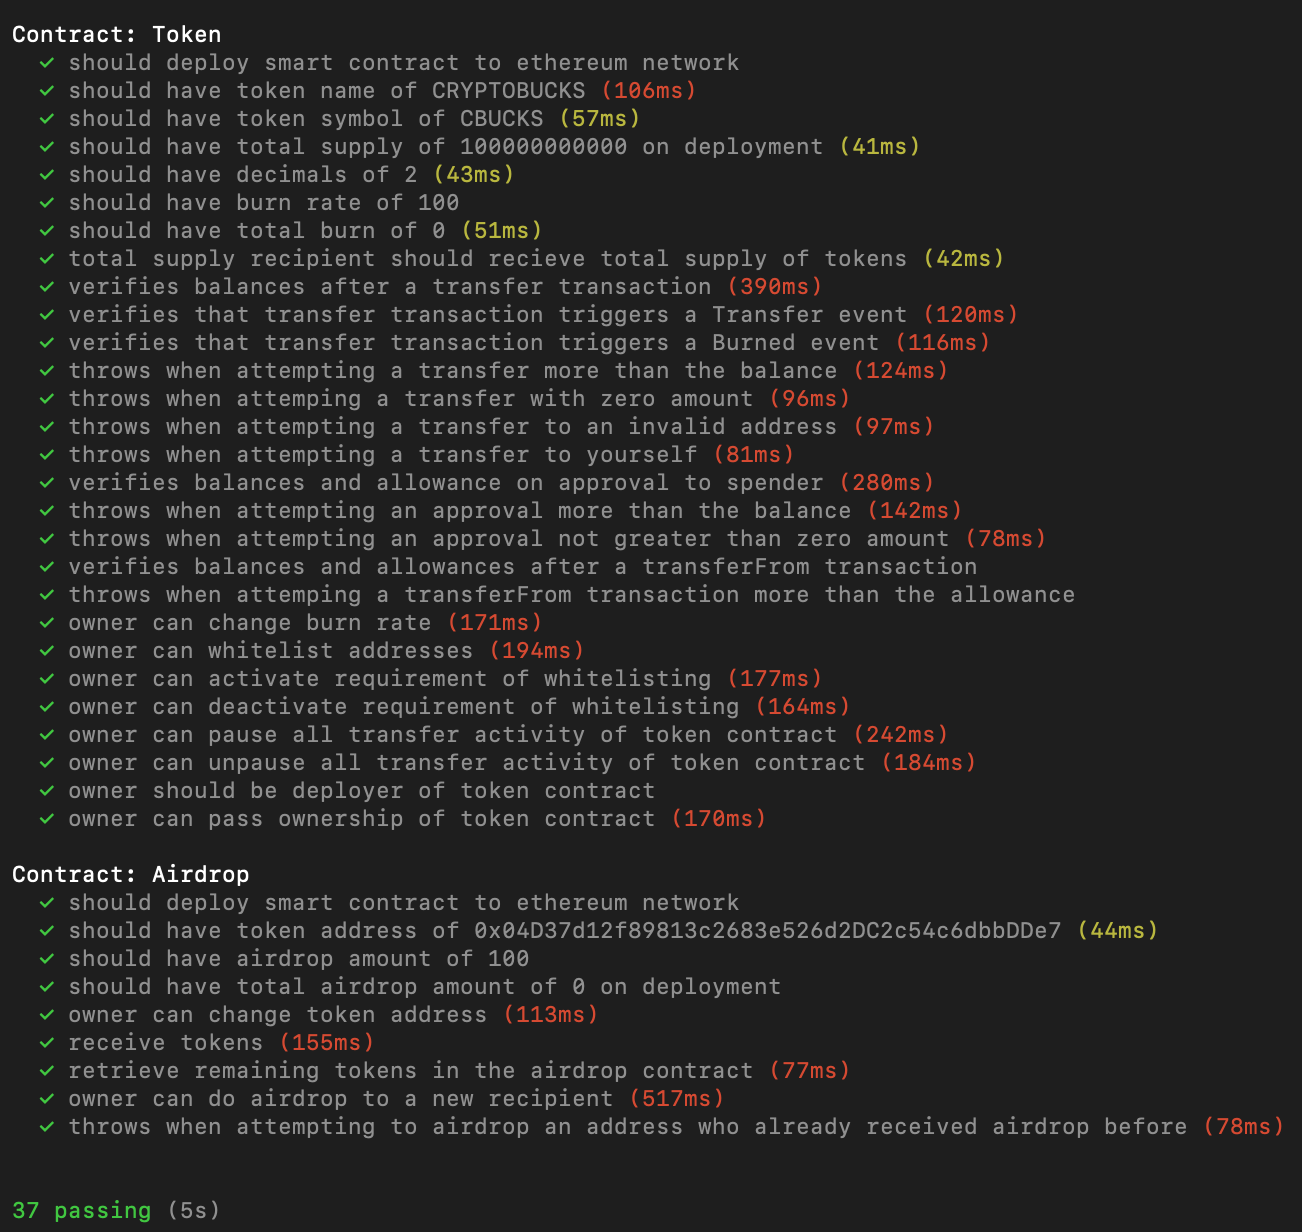 Contract: Token
✓ should deploy smart contract to ethereum network
✓ should have token name of CRYPTOBUCKS (106ms)
✓ should have token symbol of CBUCKS (57ms)
✓ should have total supply of 100000000000 on deployment (41ms)
✓ should have decimals of 2 (43ms)
✓ should have burn rate of 100
✓ should have total burn of 0 (51ms)
✓ total supply recipient should recieve total supply of tokens (42ms)
✓ verifies balances after a transfer transaction (390ms)
✓ verifies that transfer transaction triggers a Transfer event (120ms)
✓ verifies that transfer transaction triggers a Burned event (116ms)
✓ throws when attempting a transfer more than the balance (124ms)
✓ throws when attemping a transfer with zero amount (96ms)
✓ throws when attempting a transfer to an invalid address (97ms)
✓ throws when attempting a transfer to yourself (81ms)
✓ verifies balances and allowance on approval to spender (280ms)
✓ throws when attempting an approval more than the balance (142ms)
✓ throws when attempting an approval not greater than zero amount (78ms)
✓ verifies balances and allowances after a transferFrom transaction
✓ throws when attemping a transferFrom transaction more than the allowance
✓ owner can change burn rate (171ms)
✓ owner can whitelist addresses (194ms)
✓ owner can activate requirement of whitelisting (177ms)
✓ owner can deactivate requirement of whitelisting (164ms)
✓ owner can pause all transfer activity of token contract (242ms)
✓ owner can unpause all transfer activity of token contract (184ms)
✓ owner should be deployer of token contract
✓ owner can pass ownership of token contract (170ms)
Contract: Airdrop
✓ should deploy smart contract to ethereum network
✓ should have token address of 0x04D37d12f89813c2683e526d2DC2c54c6dbbDDe7 (44ms)
✓ should have airdrop amount of 100
✓ should have total airdrop amount of 0 on deployment
✓ owner can change token address (113ms)
✓ receive tokens (155ms)
✓ retrieve remaining tokens in the airdrop contract (77ms)
✓ owner can do airdrop to a new recipient (517ms)
✓ throws when attempting to airdrop an address who already received airdrop before (78ms)
37 passing (5s)